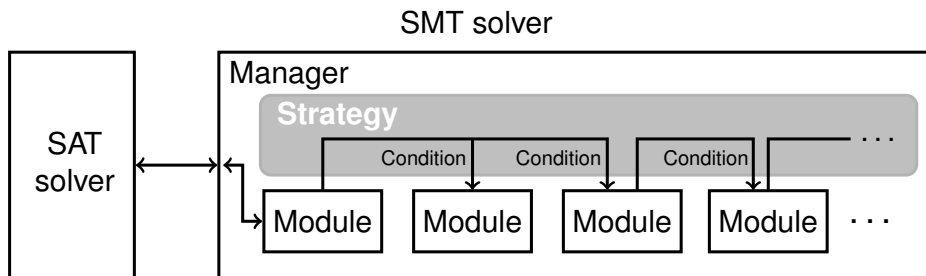 SMT solver
Manager
Strategy
SAT
solver
Condition Condition Condition . . .
Module Module Module Module . . .